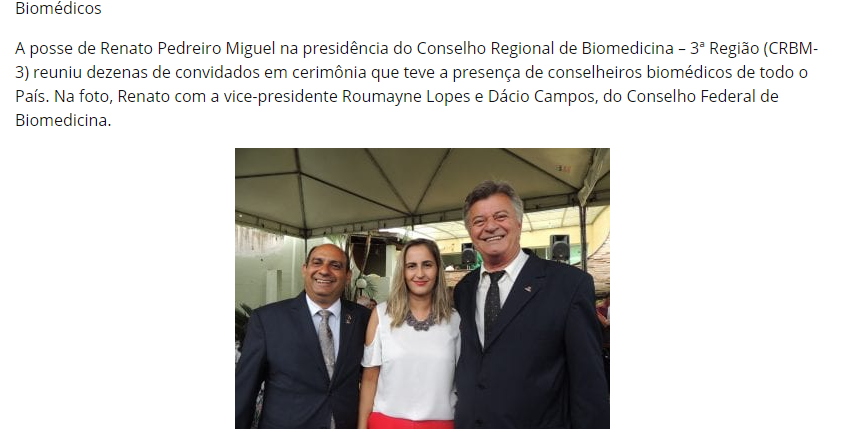 Biomédicos
A posse de Renato Pedreiro Miguel na presidência do Conselho Regional de Biomedicina – 3ª Região (CRBM-
3) reuniu dezenas de convidados em cerimônia que teve a presença de conselheiros biomédicos de todo o
País. Na foto, Renato com a vice-presidente Roumayne Lopes e Dácio Campos, do Conselho Federal de
Biomedicina.